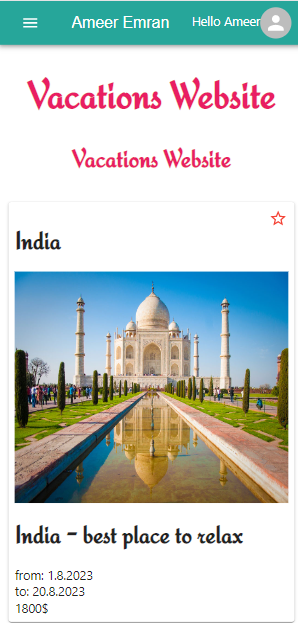 Ameer Emran Hello Ameer
Vacations Website
Vacations Website
India
India - best place to relax
from: 1.8.2023
to: 20.8.2023
1800$